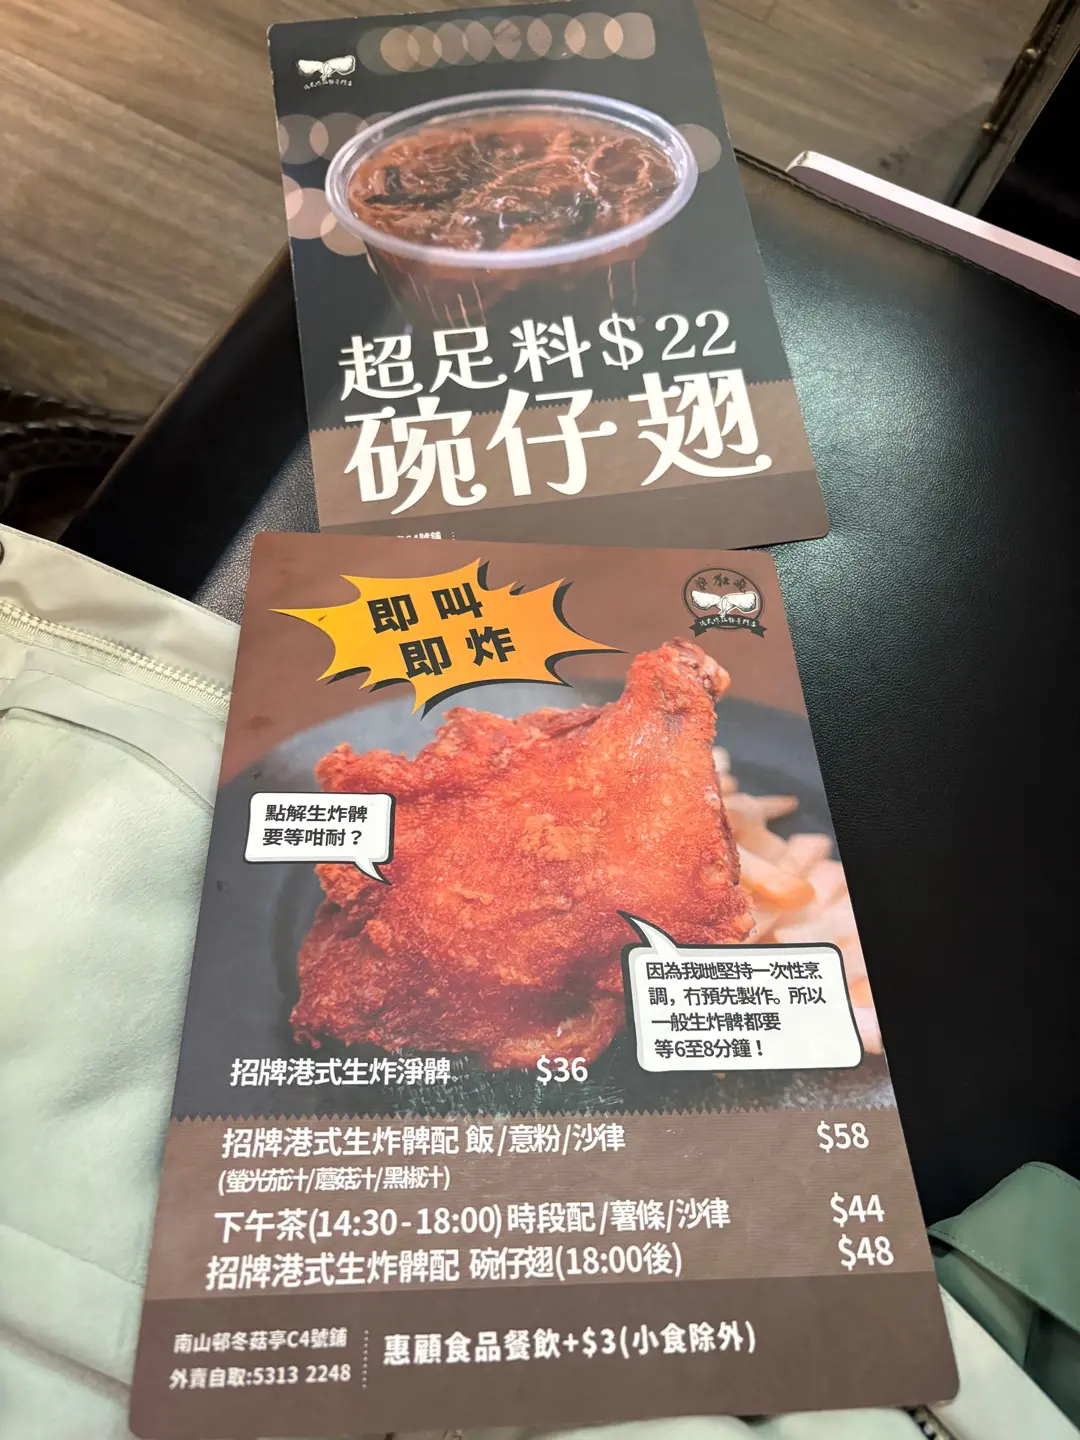 超足料$22
碗仔翅
C4號舖
即叫
即炸
點解生炸髀
要等咁耐？
因為我哋堅持一次性烹
調，冇預先製作。所以
一般生炸髀都要
等6至8分鐘！
招牌港式生炸淨髀 $36
招牌港式生炸髀配 飯/意粉/沙律 $58
(螢光茄汁/蘑菇汁/黑椒汁)
下午茶(14:30-18:00)時段配/薯條/沙律 $44
招牌港式生炸髀配 碗仔翅(18:00後) $48
南山邨冬菇亭C4號舖
外賣自取:5313 2248
惠顧食品餐飲+$3(小食除外)